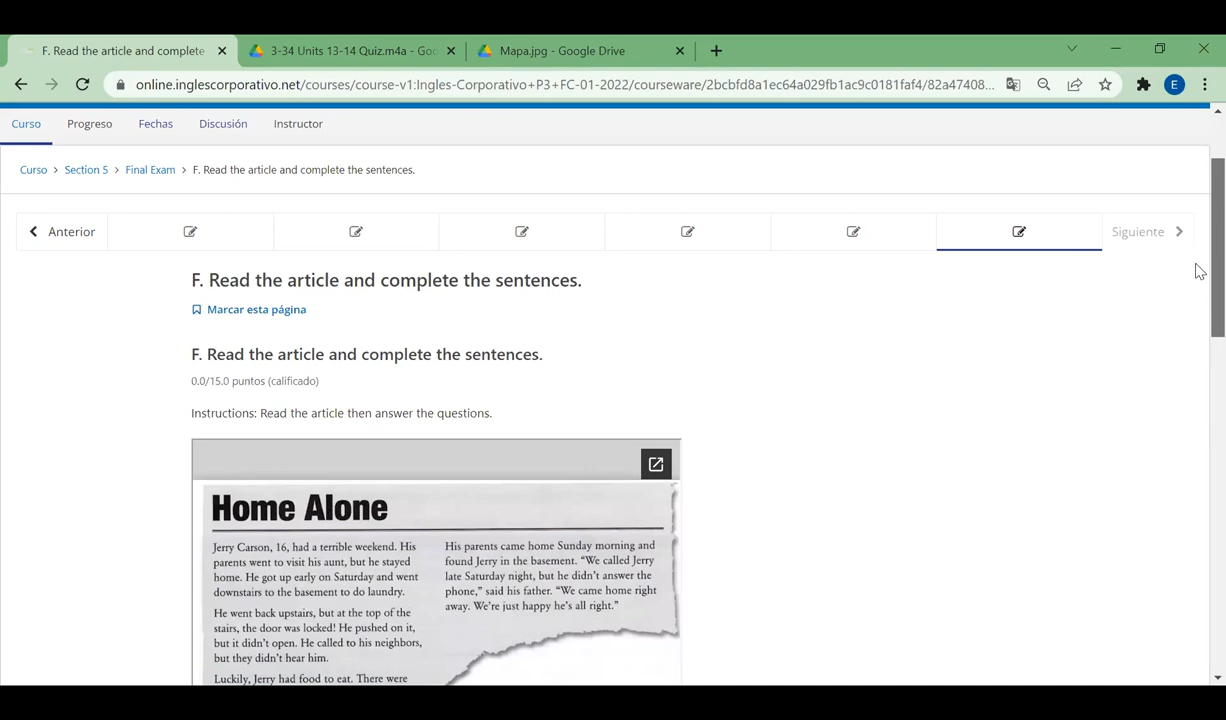 F. Read the article and complete
3-34 Units 13-14 Quiz.m4a - Goo
Mapa.jpg - Google Drive
online.inglescorporativo.net/courses/course-v1:Ingles-Corporativo+P3+FC-01-2022/courseware/2bcbfd8a1ec64a029fb1ac9c0181faf4/82a47408...
E
Curso
Progreso
Fechas
Discusión
Instructor
Curso > Section 5 > Final Exam > F. Read the article and complete the sentences.
Anterior
Siguiente
F. Read the article and complete the sentences.
Marcar esta página
F. Read the article and complete the sentences.
0.0/15.0 puntos (calificado)
Instructions: Read the article then answer the questions.
Home Alone
Jerry Carson, 16, had a terrible weekend. His
parents went to visit his aunt, but he stayed
home. He got up early on Saturday and went
downstairs to the basement to do laundry.
He went back upstairs, but at the top of the
stairs, the door was locked! He pushed on it,
but it didn't open. He called to his neighbors,
but they didn't hear him.
Luckily, Jerry had food to eat. There were
His parents came home Sunday morning and
found Jerry in the basement. "We called Jerry
late Saturday night, but he didn't answer the
phone," said his father. "We came home right
away. We're just happy he's all right."